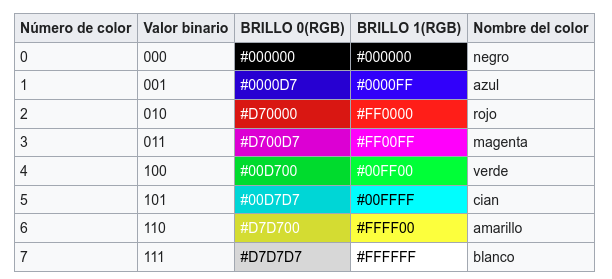 Número de color Valor binario BRILLO 0(RGB) BRILLO 1(RGB) Nombre del color
0 000 #000000 #000000 negro
1 001 #0000D7 #0000FF azul
2 010 #D70000 #FF0000 rojo
3 011 #D700D7 #FF00FF magenta
4 100 #00D700 #00FF00 verde
5 101 #00D7D7 #00FFFF cian
6 110 #D7D700 #FFFF00 amarillo
7 111 #D7D7D7 #FFFFFF blanco